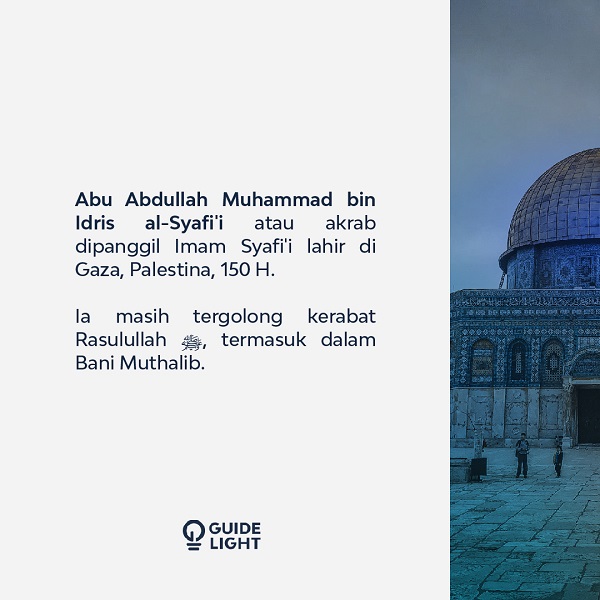 Abu Abdullah Muhammad bin
Idris al-Syafi'i atau akrab
dipanggil Imam Syafi'i lahir di
Gaza, Palestina, 150 H.
Ia masih tergolong kerabat
Rasulullah ﷺ, termasuk dalam
Bani Muthalib.
GUIDE
LIGHT